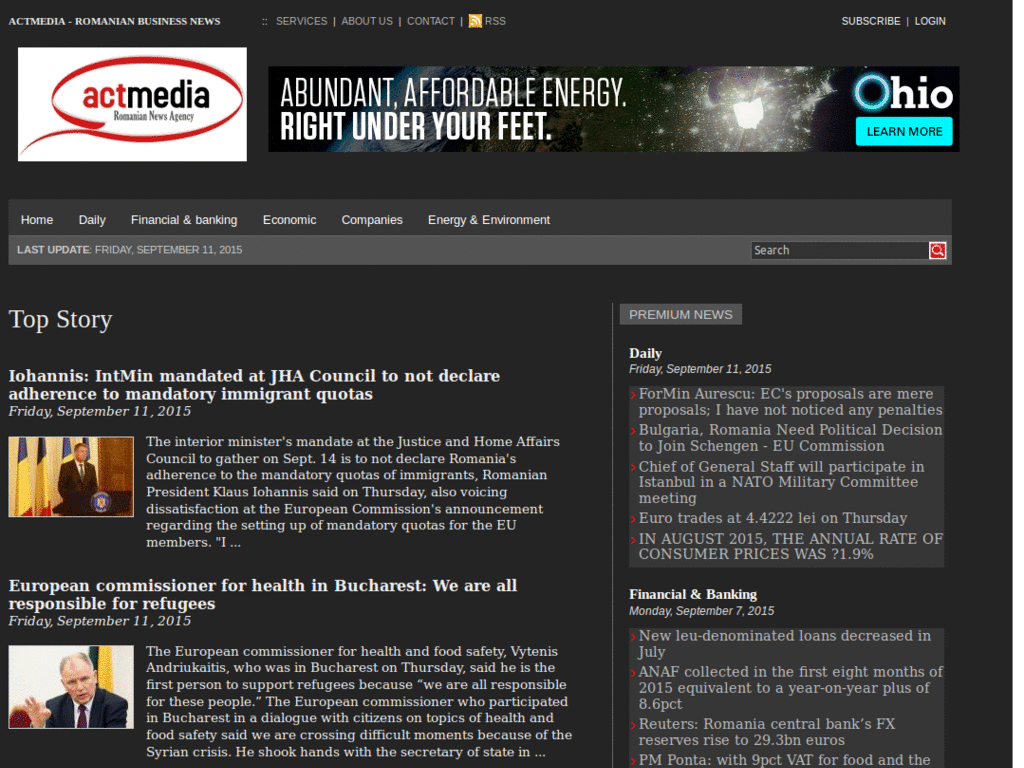 ACTMEDIA - ROMANIAN BUSINESS NEWS :: SERVICES | ABOUT US | CONTACT | RSS SUBSCRIBE | LOGIN
actmedia
Romanian News Agency
ABUNDANT, AFFORDABLE ENERGY.
RIGHT UNDER YOUR FEET.
Ohio
LEARN MORE
Home Daily Financial & banking Economic Companies Energy & Environment
LAST UPDATE: FRIDAY, SEPTEMBER 11, 2015 Search
Top Story
Iohannis: IntMin mandated at JHA Council to not declare
adherence to mandatory immigrant quotas
Friday, September 11, 2015
The interior minister's mandate at the Justice and Home Affairs
Council to gather on Sept. 14 is to not declare Romania's
adherence to the mandatory quotas of immigrants, Romanian
President Klaus Iohannis said on Thursday, also voicing
dissatisfaction at the European Commission's announcement
regarding the setting up of mandatory quotas for the EU
members. "I ...
European commissioner for health in Bucharest: We are all
responsible for refugees
Friday, September 11, 2015
The European commissioner for health and food safety, Vytenis
Andriukaitis, who was in Bucharest on Thursday, said he is the
first person to support refugees because “we are all responsible
for these people.” The European commissioner who participated
in Bucharest in a dialogue with citizens on topics of health and
food safety said we are crossing difficult moments because of the
Syrian crisis. He shook hands with the secretary of state in ...
PREMIUM NEWS
Daily
Friday, September 11, 2015
ForMin Aurescu: EC's proposals are mere
proposals; I have not noticed any penalties
Bulgaria, Romania Need Political Decision
to Join Schengen - EU Commission
Chief of General Staff will participate in
Istanbul in a NATO Military Committee
meeting
Euro trades at 4.4222 lei on Thursday
IN AUGUST 2015, THE ANNUAL RATE OF
CONSUMER PRICES WAS ?1.9%
Financial & Banking
Monday, September 7, 2015
New leu-denominated loans decreased in
July
ANAF collected in the first eight months of
2015 equivalent to a year-on-year plus of
8.6pct
Reuters: Romania central bank’s FX
reserves rise to 29.3bn euros
PM Ponta: with 9pct VAT for food and the